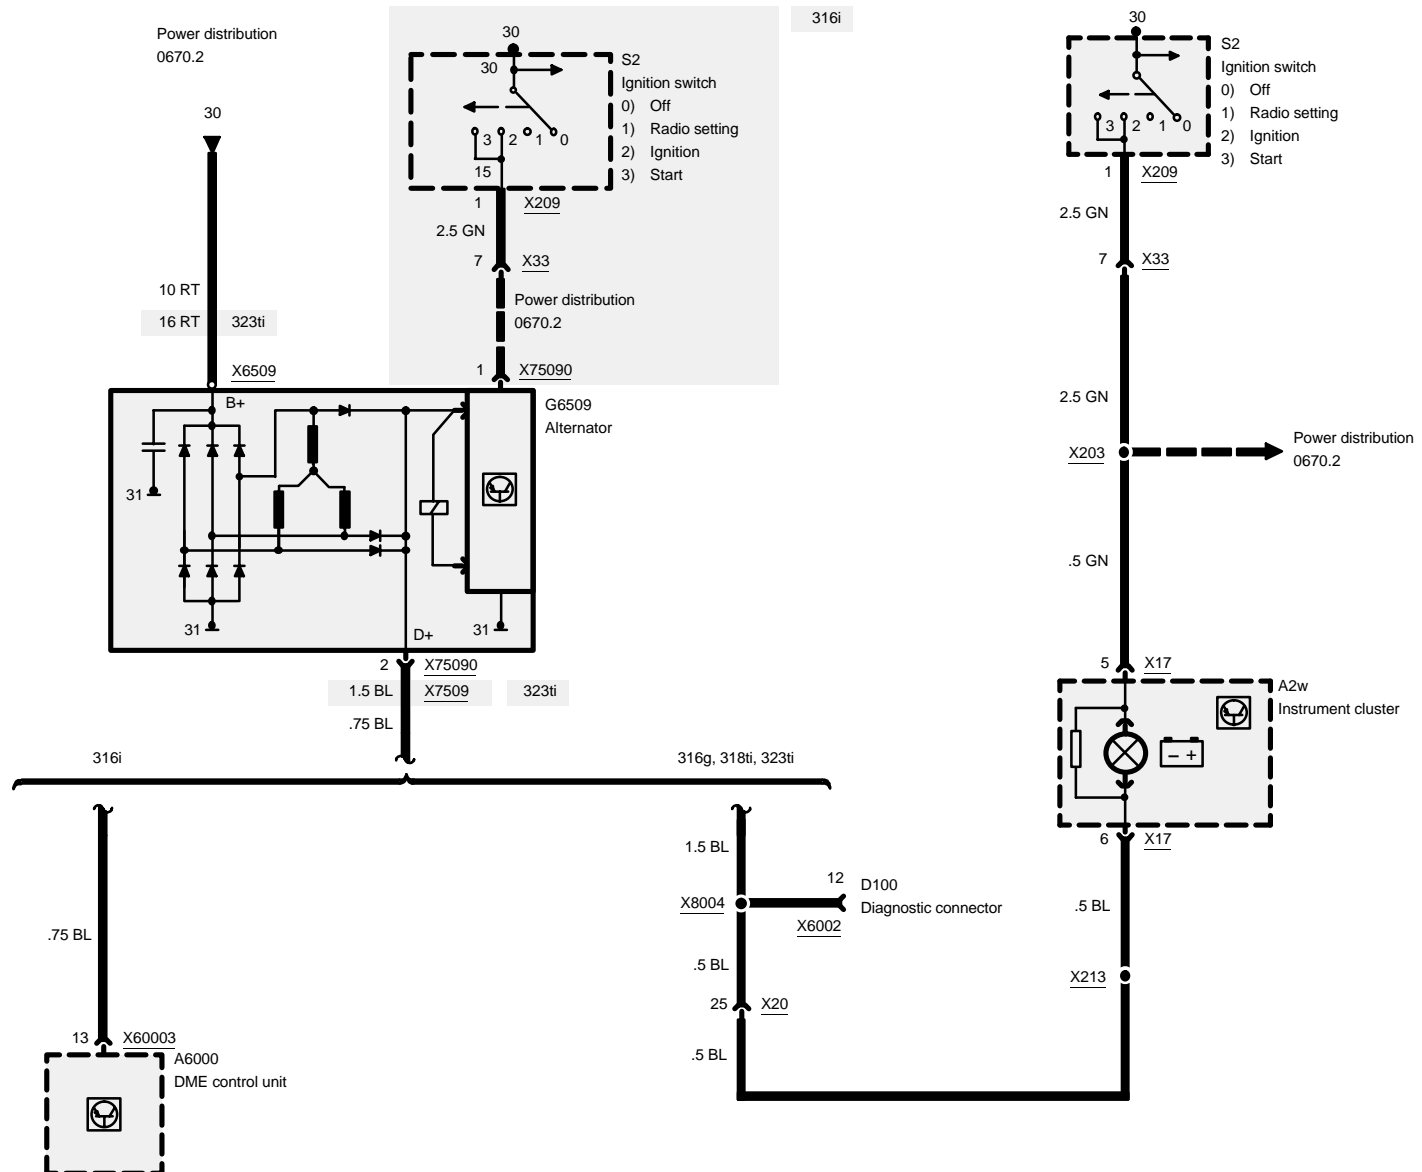 Power distribution
0670.2
30
10 RT
16 RT
323ti
X6509
316i
30
30
S2
Ignition switch
0) Off
1) Radio setting
2) Ignition
3) Start
3 2 1 0
15
1
X209
2.5 GN
7
X33
Power distribution
0670.2
1
X75090
B+
G6509
Alternator
31
31
31
D+
2
X75090
1.5 BL
X7509
323ti
.75 BL
316i
316g, 318ti, 323ti
.75 BL
13
X60003
A6000
DME control unit
1.5 BL
X8004
12
D100
Diagnostic connector
X6002
.5 BL
25
X20
.5 BL
30
S2
Ignition switch
0) Off
1) Radio setting
2) Ignition
3) Start
3 2 1 0
1
X209
2.5 GN
7
X33
2.5 GN
X203
Power distribution
0670.2
.5 GN
5
X17
A2w
Instrument cluster
– +
6
X17
.5 BL
X213